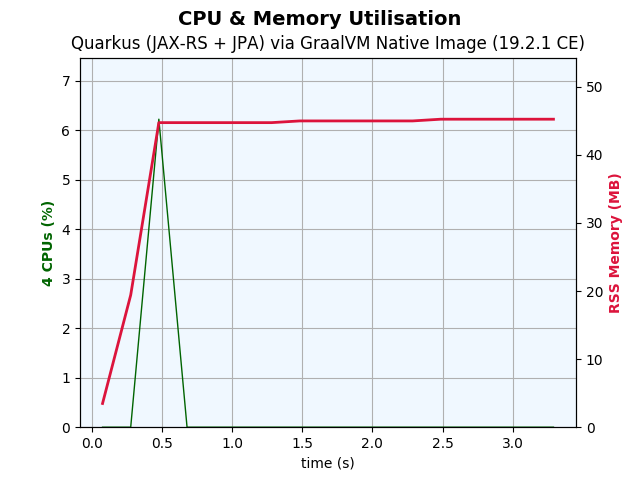 CPU & Memory Utilisation
Quarkus (JAX-RS + JPA) via GraalVM Native Image (19.2.1 CE)
7
6
5
4
3
2
1
0
4 CPUs (%)
50
40
30
20
10
0
RSS Memory (MB)
0.0 0.5 1.0 1.5 2.0 2.5 3.0
time (s)